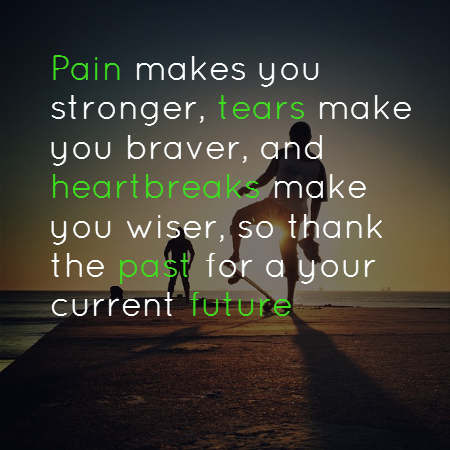 Pain makes you
stronger, tears make
you braver, and
heartbreaks make
you wiser, so thank
the past for a your
current future